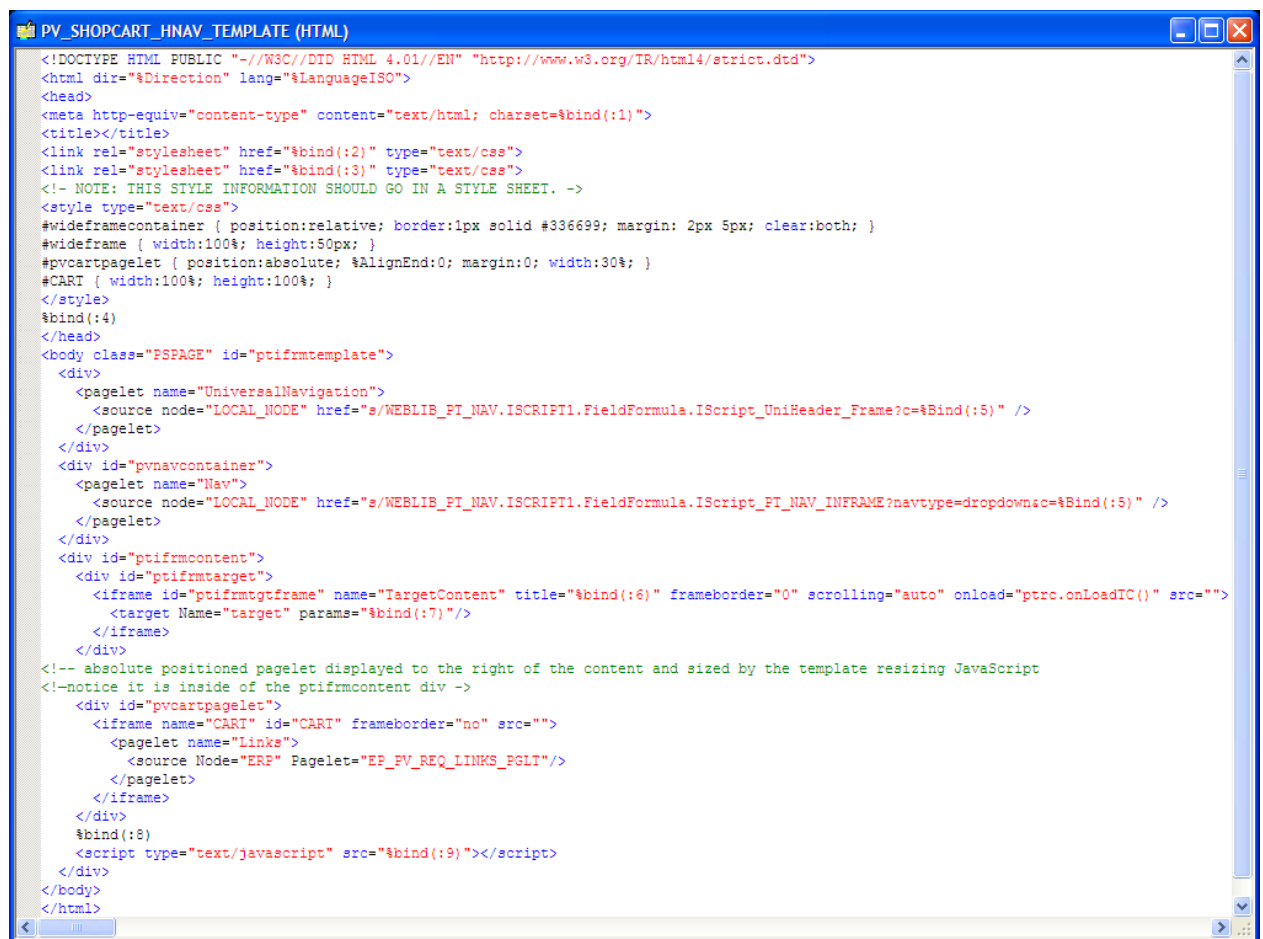 PV_SHOPCART_HNAV_TEMPLATE (HTML)
<!DOCTYPE HTML PUBLIC "-//W3C//DTD HTML 4.01//EN" "http://www.w3.org/TR/html4/strict.dtd">
<html dir="%Direction" lang="%LanguageISO">
<head>
<meta http-equiv="content-type" content="text/html; charset=%bind(:1)">
<title></title>
<link rel="stylesheet" href="%bind(:2)" type="text/css">
<link rel="stylesheet" href="%bind(:3)" type="text/css">
<!- NOTE: THIS STYLE INFORMATION SHOULD GO IN A STYLE SHEET. ->
<style type="text/css">
#wideframecontainer { position:relative; border:1px solid #336699; margin: 2px 5px; clear:both; }
#wideframe { width:100%; height:50px; }
#pvcartpagelet { position:absolute; %AlignEnd:0; margin:0; width:30%; }
#CART { width:100%; height:100%; }
</style>
%bind(:4)
</head>
<body class="PSPAGE" id="ptifrmtemplate">
<div>
<pagelet name="UniversalNavigation">
<source node="LOCAL_NODE" href="s/WEBLIB_PT_NAV.ISCRIPT1.FieldFormula.IScript_UniHeader_Frame?c=%Bind(:5)" />
</pagelet>
</div>
<div id="pvnavcontainer">
<pagelet name="Nav">
<source node="LOCAL_NODE" href="s/WEBLIB_PT_NAV.ISCRIPT1.FieldFormula.IScript_PT_NAV_INFRAME?navtype=dropdown&c=%Bind(:5)" />
</pagelet>
</div>
<div id="ptifrmcontent">
<div id="ptifrmtarget">
<iframe id="ptifrmtgtframe" name="TargetContent" title="%bind(:6)" frameborder="0" scrolling="auto" onload="ptrc.onLoadTC()" src="">
<target Name="target" params="%bind(:7)"/>
</iframe>
</div>
<!-- absolute positioned pagelet displayed to the right of the content and sized by the template resizing JavaScript
<!–notice it is inside of the ptifrmcontent div ->
<div id="pvcartpagelet">
<iframe name="CART" id="CART" frameborder="no" src="">
<pagelet name="Links">
<source Node="ERP" Pagelet="EP_PV_REQ_LINKS_PGLT"/>
</pagelet>
</iframe>
</div>
%bind(:8)
<script type="text/javascript" src="%bind(:9)"></script>
</div>
</body>
</html>